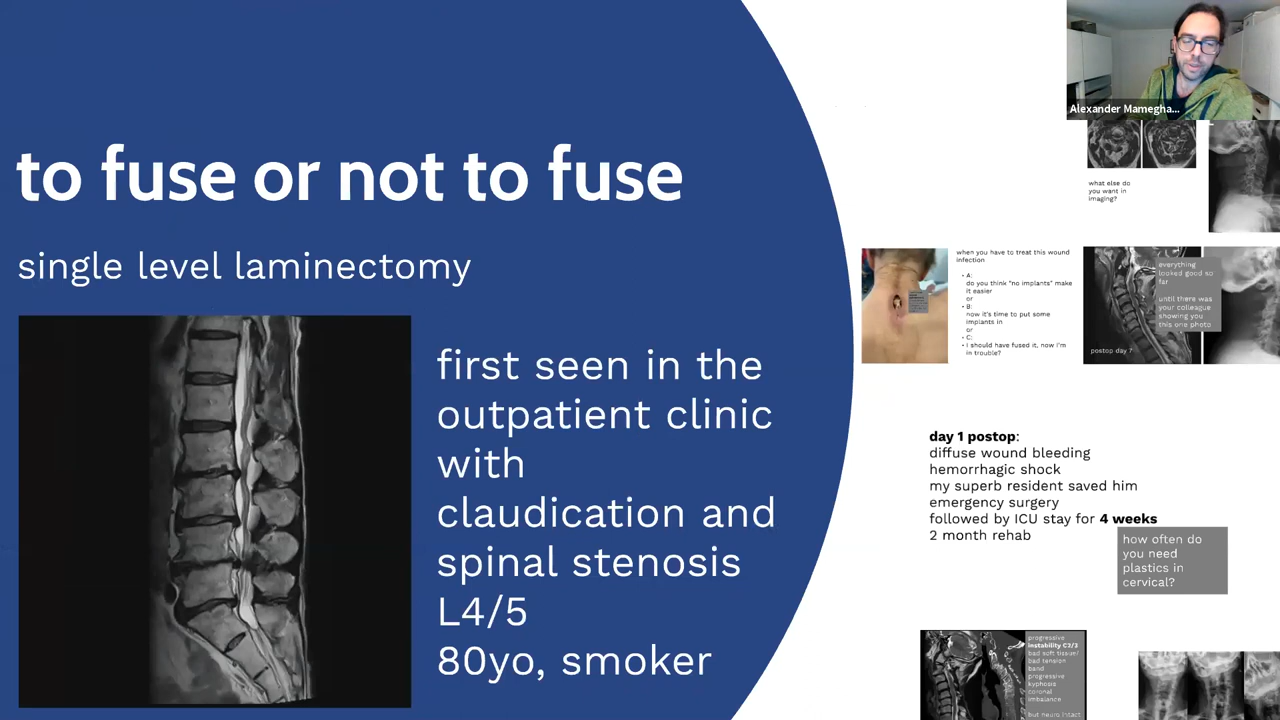 to fuse or not to fuse
single level laminectomy
first seen in the
outpatient clinic
with
claudication and
spinal stenosis
L4/5
80yo, smoker
Alexander Mamegha...
what else do
you want in
imaging?
when you have to treat this wound
infection
• A:
do you think "no implants" make
it easier
or
• B:
now it's time to put some
implants in
or
• C:
• I should have fused it, now I'm
in trouble?
everything
looked good so
far
until there was
your colleague
showing you
this one photo
postop day 7
day 1 postop:
diffuse wound bleeding
hemorrhagic shock
my superb resident saved him
emergency surgery
followed by ICU stay for 4 weeks
2 month rehab
how often do
you need
plastics in
cervical?
progressive
instability C2/3
bad soft tissue/
bad tension
band
progressive
kyphosis
coronal
imbalance
but neuro intact